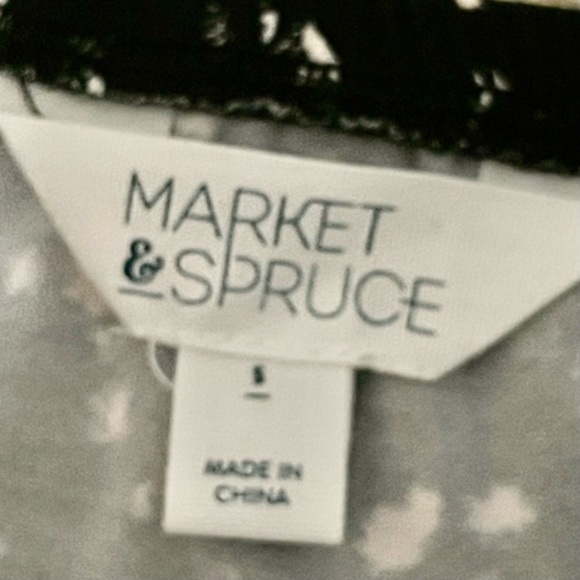 MARKET
& SPRUCE
S
MADE IN
CHINA